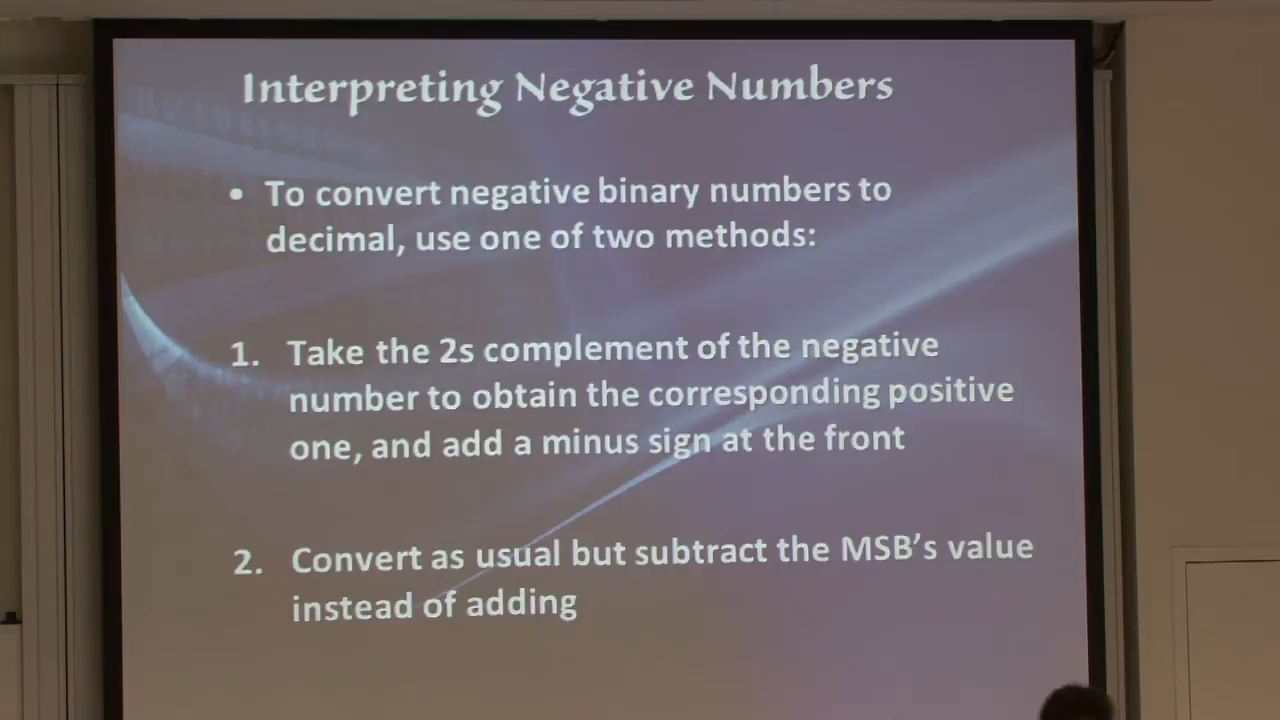 Interpreting Negative Numbers
• To convert negative binary numbers to
decimal, use one of two methods:
1. Take the 2s complement of the negative
number to obtain the corresponding positive
one, and add a minus sign at the front
2. Convert as usual but subtract the MSB's value
instead of adding